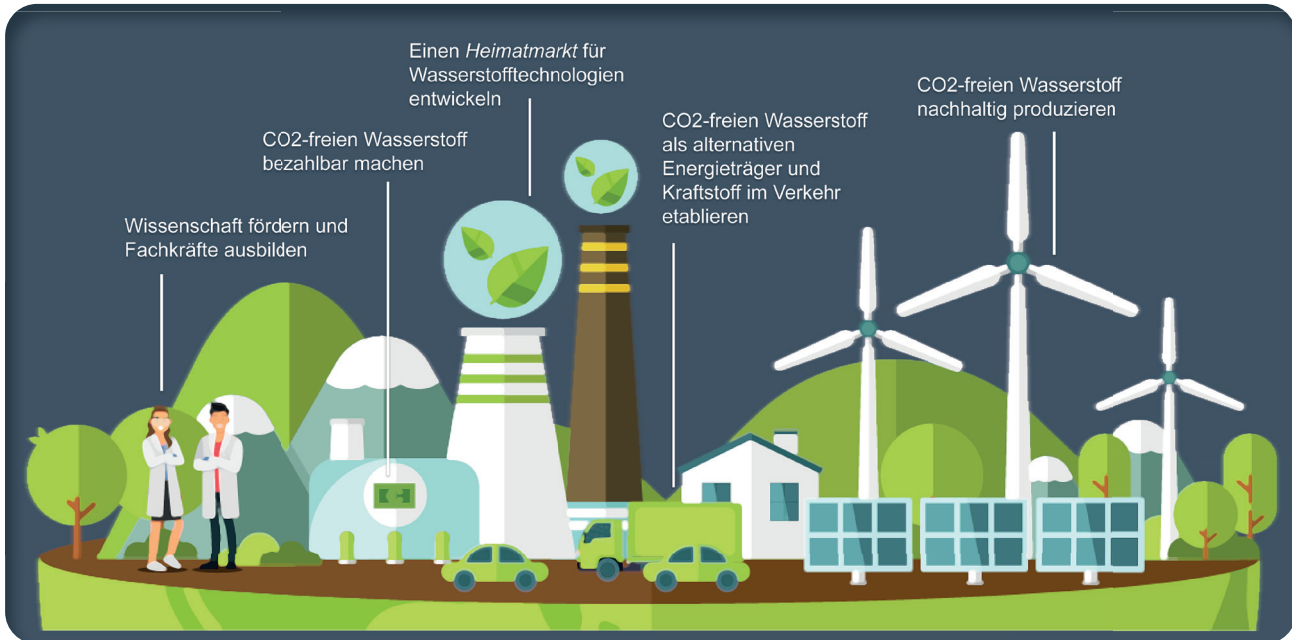 Einen Heimatmarkt für
Wasserstofftechnologien
entwickeln
CO2-freien Wasserstoff
nachhaltig produzieren
CO2-freien Wasserstoff
als alternativen
Energieträger und
Kraftstoff im Verkehr
etablieren
CO2-freien Wasserstoff
bezahlbar machen
Wissenschaft fördern und
Fachkräfte ausbilden